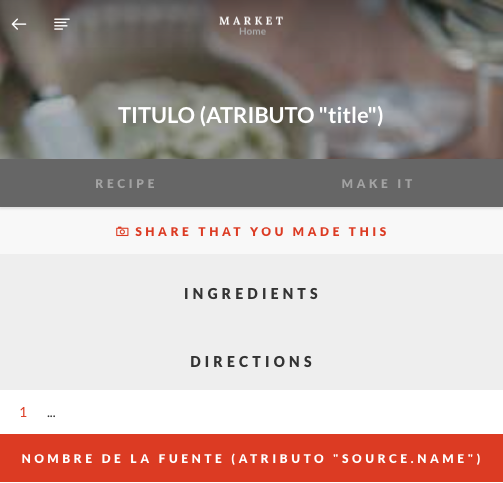 MARKET
Home
TITULO (ATRIBUTO "title")
RECIPE MAKE IT
SHARE THAT YOU MADE THIS
INGREDIENTS
DIRECTIONS
1 ...
NOMBRE DE LA FUENTE (ATRIBUTO "SOURCE.NAME")